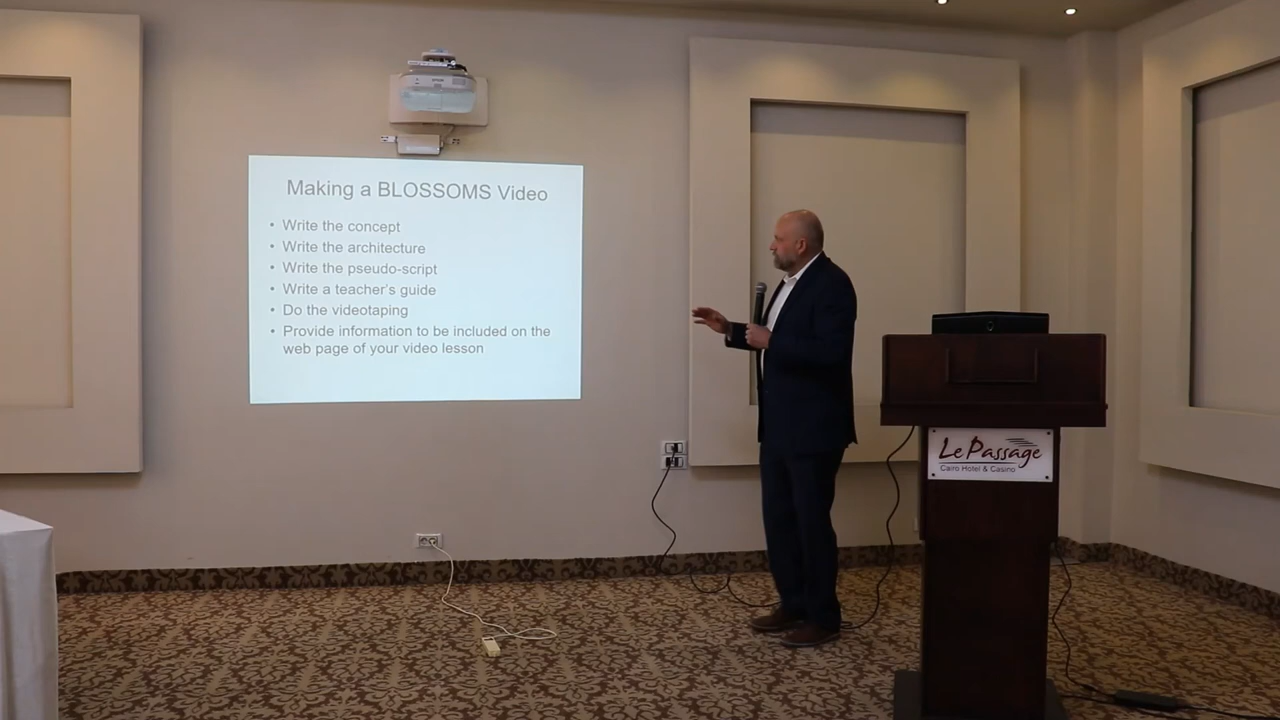 Making a BLOSSOMS Video
• Write the concept
• Write the architecture
• Write the pseudo-script
• Write a teacher's guide
• Do the videotaping
• Provide information to be included on the
web page of your video lesson
Le Passage
Cairo Hotel & Casino